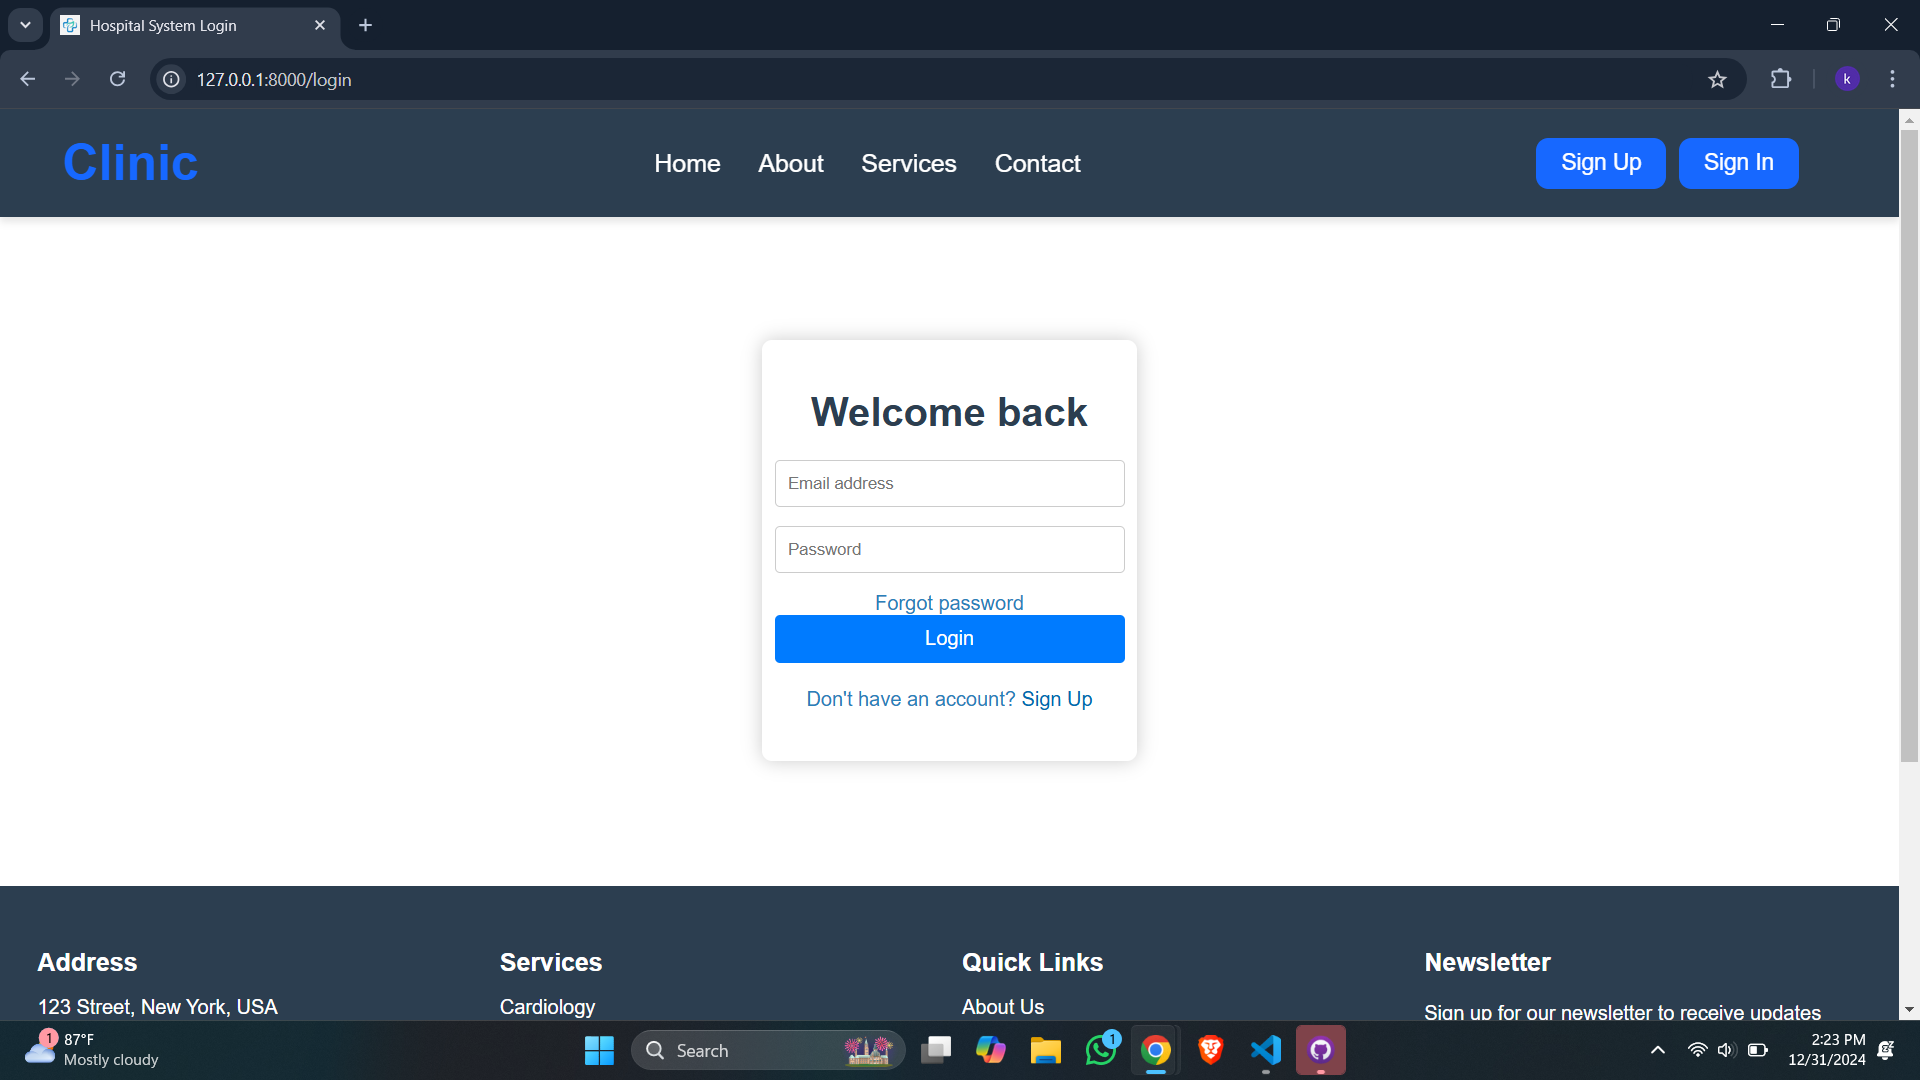 Hospital System Login
127.0.0.1:8000/login
k
Clinic
Home About Services Contact
Sign Up Sign In
Welcome back
Email address
Password
Forgot password
Login
Don't have an account? Sign Up
Address
123 Street, New York, USA
Services
Cardiology
Quick Links
About Us
Newsletter
Sign up for our newsletter to receive updates
1
87°F
Mostly cloudy
Search
1
2:23 PM
12/31/2024